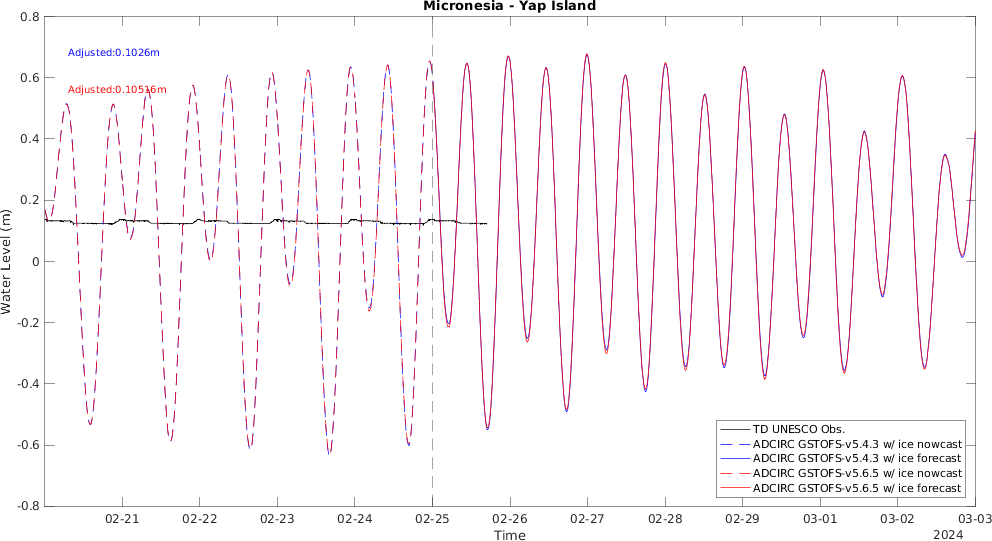 Micronesia - Yap Island
Adjusted:0.1026m
Adjusted:0.10516m
0.8
0.6
0.4
0.2
0
-0.2
-0.4
-0.6
-0.8
Water Level (m)
TD UNESCO Obs.
ADCIRC GSTOFS-v5.4.3 w/ ice nowcast
ADCIRC GSTOFS-v5.4.3 w/ ice forecast
ADCIRC GSTOFS-v5.6.5 w/ ice nowcast
ADCIRC GSTOFS-v5.6.5 w/ ice forecast
02-21 02-22 02-23 02-24 02-25 02-26 02-27 02-28 02-29 03-01 03-02 03-03
Time
2024